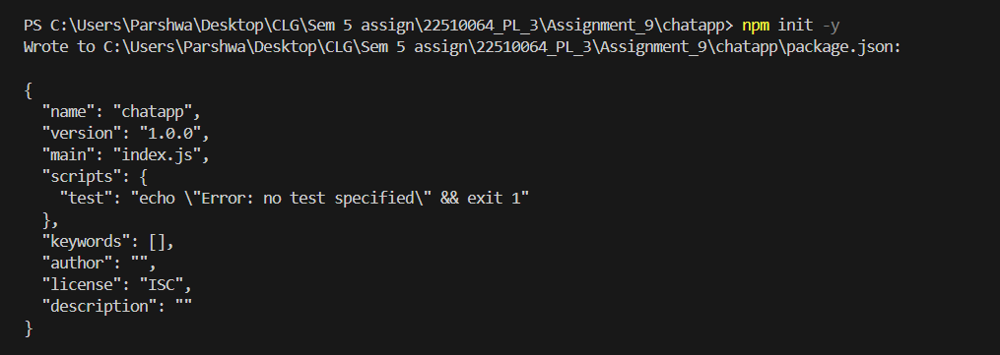 PS C:\Users\Parshwa\Desktop\CLG\Sem 5 assign\22510064_PL_3\Assignment_9\chatapp> npm init -y
Wrote to C:\Users\Parshwa\Desktop\CLG\Sem 5 assign\22510064_PL_3\Assignment_9\chatapp\package.json:

{
  "name": "chatapp",
  "version": "1.0.0",
  "main": "index.js",
  "scripts": {
    "test": "echo \"Error: no test specified\" && exit 1"
  },
  "keywords": [],
  "author": "",
  "license": "ISC",
  "description": ""
}